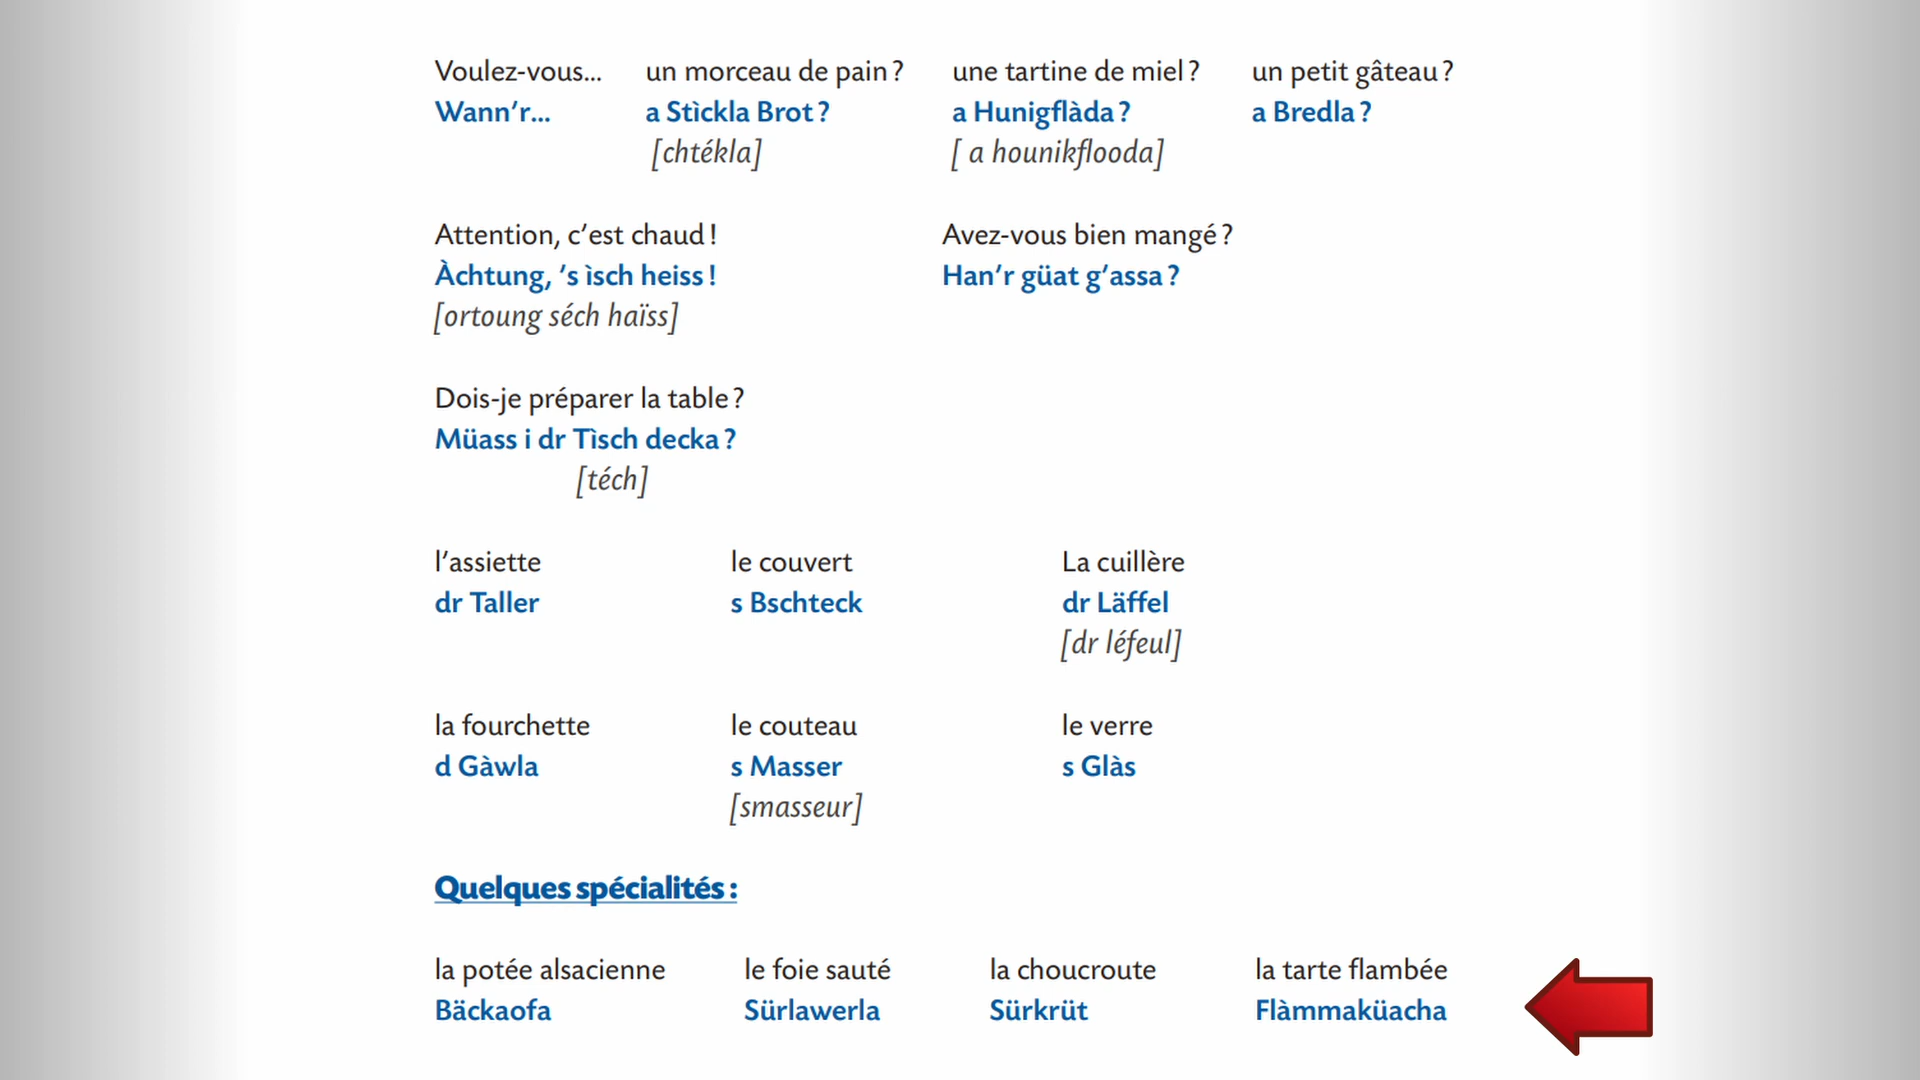 Voulez-vous... un morceau de pain ? une tartine de miel ? un petit gâteau ?
Wann’r... a Stìckla Brot ? a Hunigflàda ? a Bredla ?
[chtékla] [ a hounikflooda]
Attention, c’est chaud ! Avez-vous bien mangé ?
Àchtung, ’s ìsch heiss ! Han’r güat g’assa ?
[ortoung séch haïss]
Dois-je préparer la table ?
Müass i dr Tìsch decka ?
[téch]
l’assiette le couvert La cuillère
dr Taller s Bschteck dr Läffel
[dr léfeul]
la fourchette le couteau le verre
d Gàwla s Masser s Glàs
[smasseur]
Quelques spécialités :
la potée alsacienne le foie sauté la choucroute la tarte flambée
Bäckaofa Sürlawerla Sürkrüt Flàmmaküacha